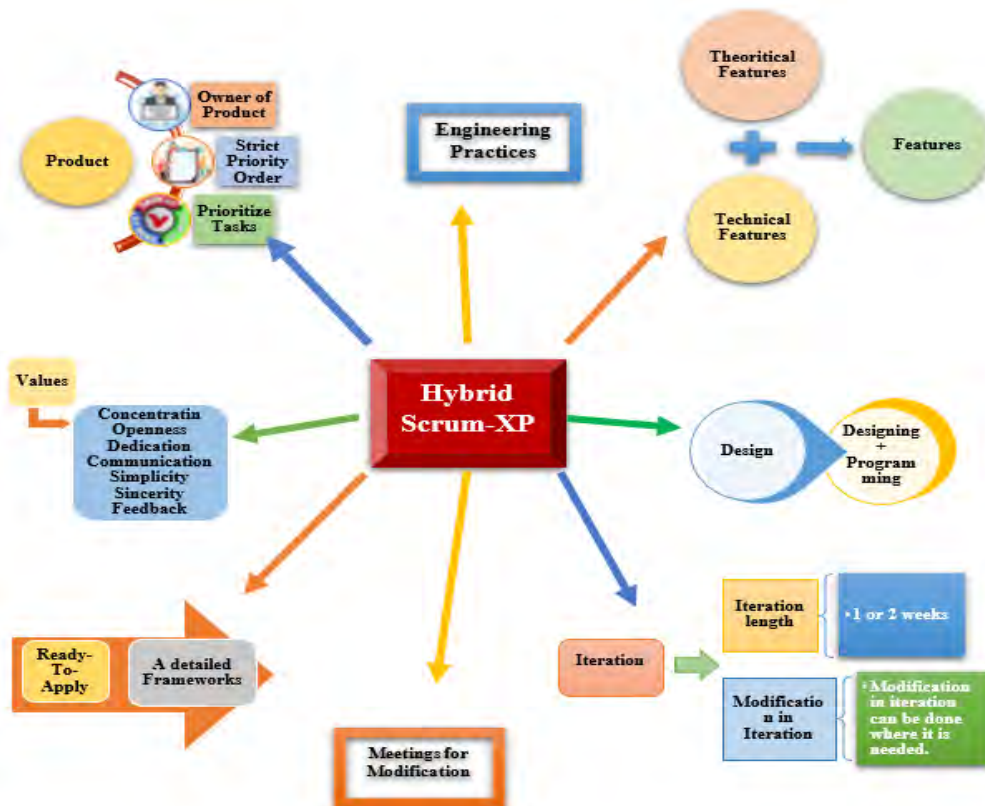 Owner of
Product
Product
Strict
Priority
Order
Prioritize
Tasks
Engineering
Practices
Theoritical
Features
Features
Technical
Features
Values
Concentratin
Openness
Dedication
Communication
Simplicity
Sincerity
Feedback
Hybrid
Scrum-XP
Design
Designing
+
Program
ming
Ready-
To-
Apply
A detailed
Frameworks
Meetings for
Modification
Iteration
Iteration
length
•1 or 2 weeks
Modificatio
n in
Iteration
•Modification
in iteration
can be done
where it is
needed.